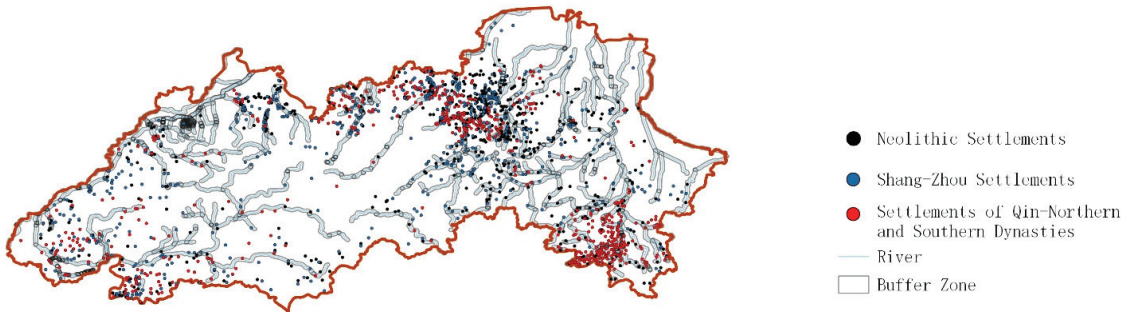 Neolithic Settlements
Shang-Zhou Settlements
Settlements of Qin-Northern
and Southern Dynasties
River
Buffer Zone